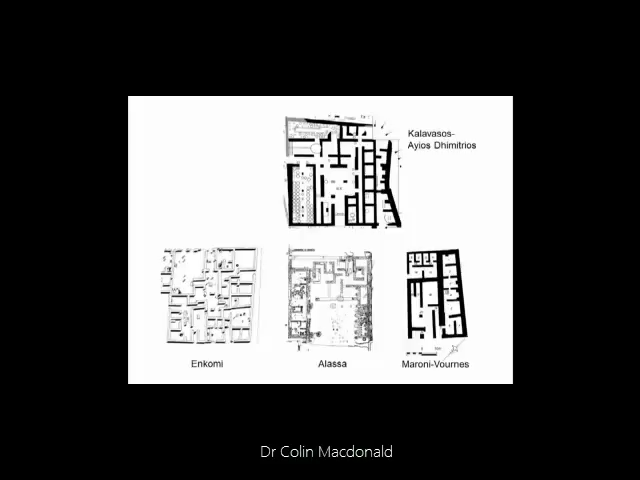 Kalavasos-
Ayios Dhimitrios
Enkomi
Alassa
Maroni-Vournes
Dr Colin Macdonald